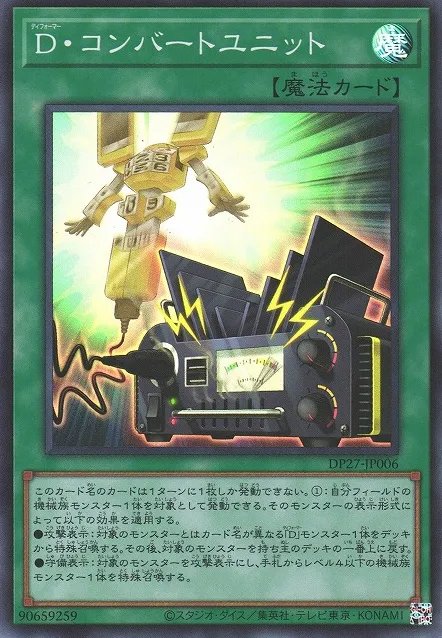 ディフォーマー
D・コンバートユニット
魔
【魔法カード】
DP27-JP006
このカード名のカードは1ターンに1枚しか発動できない。①:自分フィールドの
機械族モンスター1体を対象として発動できる。そのモンスターの表示形式に
よって以下の効果を適用する。
●攻撃表示:対象のモンスターとはカード名が異なる「D」モンスター1体をデッキ
から特殊召喚する。その後、対象のモンスターを持ち主のデッキの一番上に戻す。
●守備表示:対象のモンスターを攻撃表示にし、手札からレベル4以下の機械族
モンスター1体を特殊召喚する。
90659259
©スタジオ・ダイス/集英社・テレビ東京・KONAMI